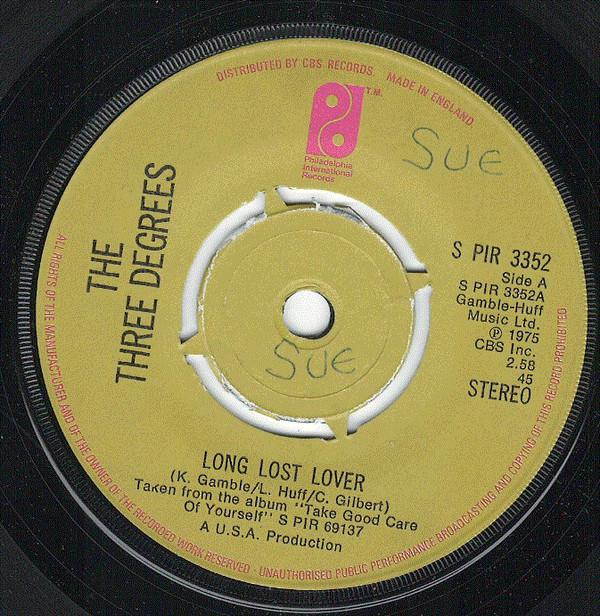 DISTRIBUTED BY CBS RECORDS. MADE IN ENGLAND
T.M.
Philadelphia
International
Records
SUE
THE
THREE DEGREES
S PIR 3352
Side A
S PIR 3352A
Gamble-Huff
Music Ltd.
℗ 1975
CBS Inc.
2.58
45
STEREO
SUE
LONG LOST LOVER
(K. Gamble/L. Huff/C. Gilbert)
Taken from the album "Take Good Care
Of Yourself" S PIR 69137
A U.S.A. Production
ALL RIGHTS OF THE MANUFACTURER AND OF THE OWNER OF THE RECORDED WORK RESERVED · UNAUTHORISED PUBLIC PERFORMANCE BROADCASTING AND COPYING OF THIS RECORD PROHIBITED